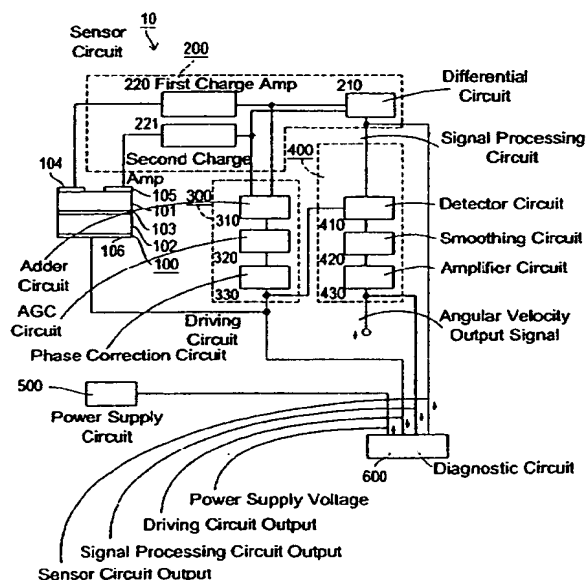 10
Sensor
Circuit
200
220 First Charge Amp
210
Differential
Circuit
221
Second Charge
Amp
400
Signal Processing
Circuit
104
105
101
103
102
106
100
300
310
320
330
410
420
430
Detector Circuit
Smoothing Circuit
Amplifier Circuit
Adder
Circuit
AGC
Circuit
Driving
Circuit
Phase Correction Circuit
Angular Velocity
Output Signal
500
Power Supply
Circuit
600
Diagnostic Circuit
Power Supply Voltage
Driving Circuit Output
Signal Processing Circuit Output
Sensor Circuit Output